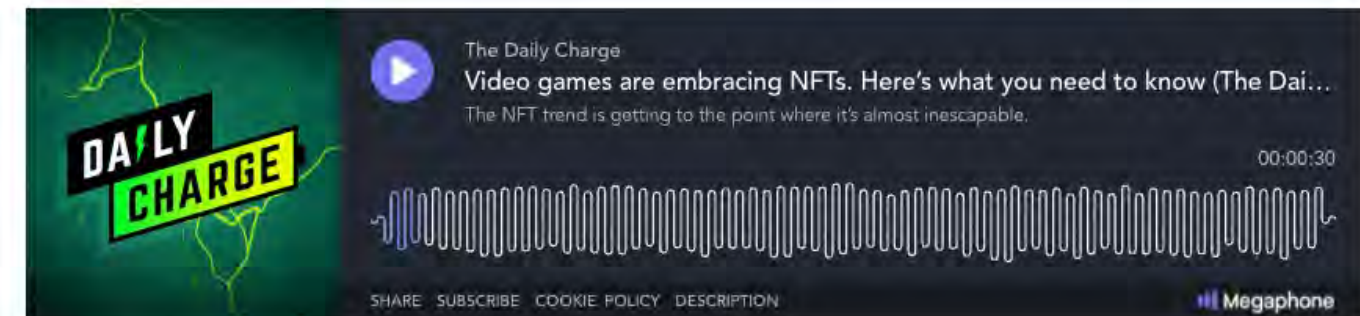 DAILY
CHARGE
The Daily Charge
Video games are embracing NFTs. Here's what you need to know (The Dai...
The NFT trend is getting to the point where it's almost inescapable.
00:00:30
SHARE SUBSCRIBE COOKIE POLICY DESCRIPTION
Megaphone